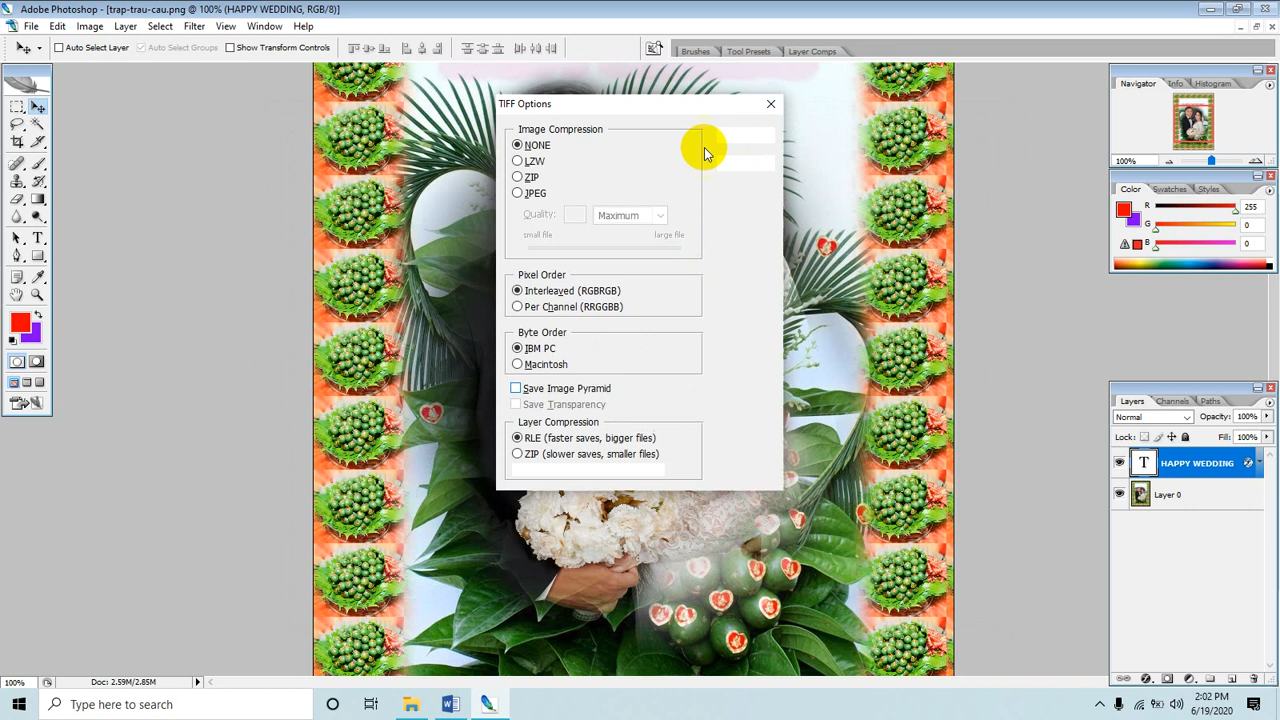 Adobe Photoshop - [trap-trau-cau.png @ 100% (HAPPY WEDDING, RGB/8)]
File Edit Image Layer Select Filter View Window Help
Auto Select Layer Auto Select Groups Show Transform Controls Brushes Tool Presets Layer Comps
TIFF Options
Image Compression
NONE
LZW
ZIP
JPEG
Quality: Maximum
small file large file
Pixel Order
Interleaved (RGBRGB)
Per Channel (RRGGBB)
Byte Order
IBM PC
Macintosh
Save Image Pyramid
Save Transparency
Layer Compression
RLE (faster saves, bigger files)
ZIP (slower saves, smaller files)
Navigator Info Histogram
100%
Color Swatches Styles
R 255
G 0
B 0
Layers Channels Paths
Normal Opacity: 100%
Lock: Fill: 100%
T HAPPY WEDDING
Layer 0
100% Doc: 2.59M/2.85M
Type here to search
2:02 PM
6/19/2020